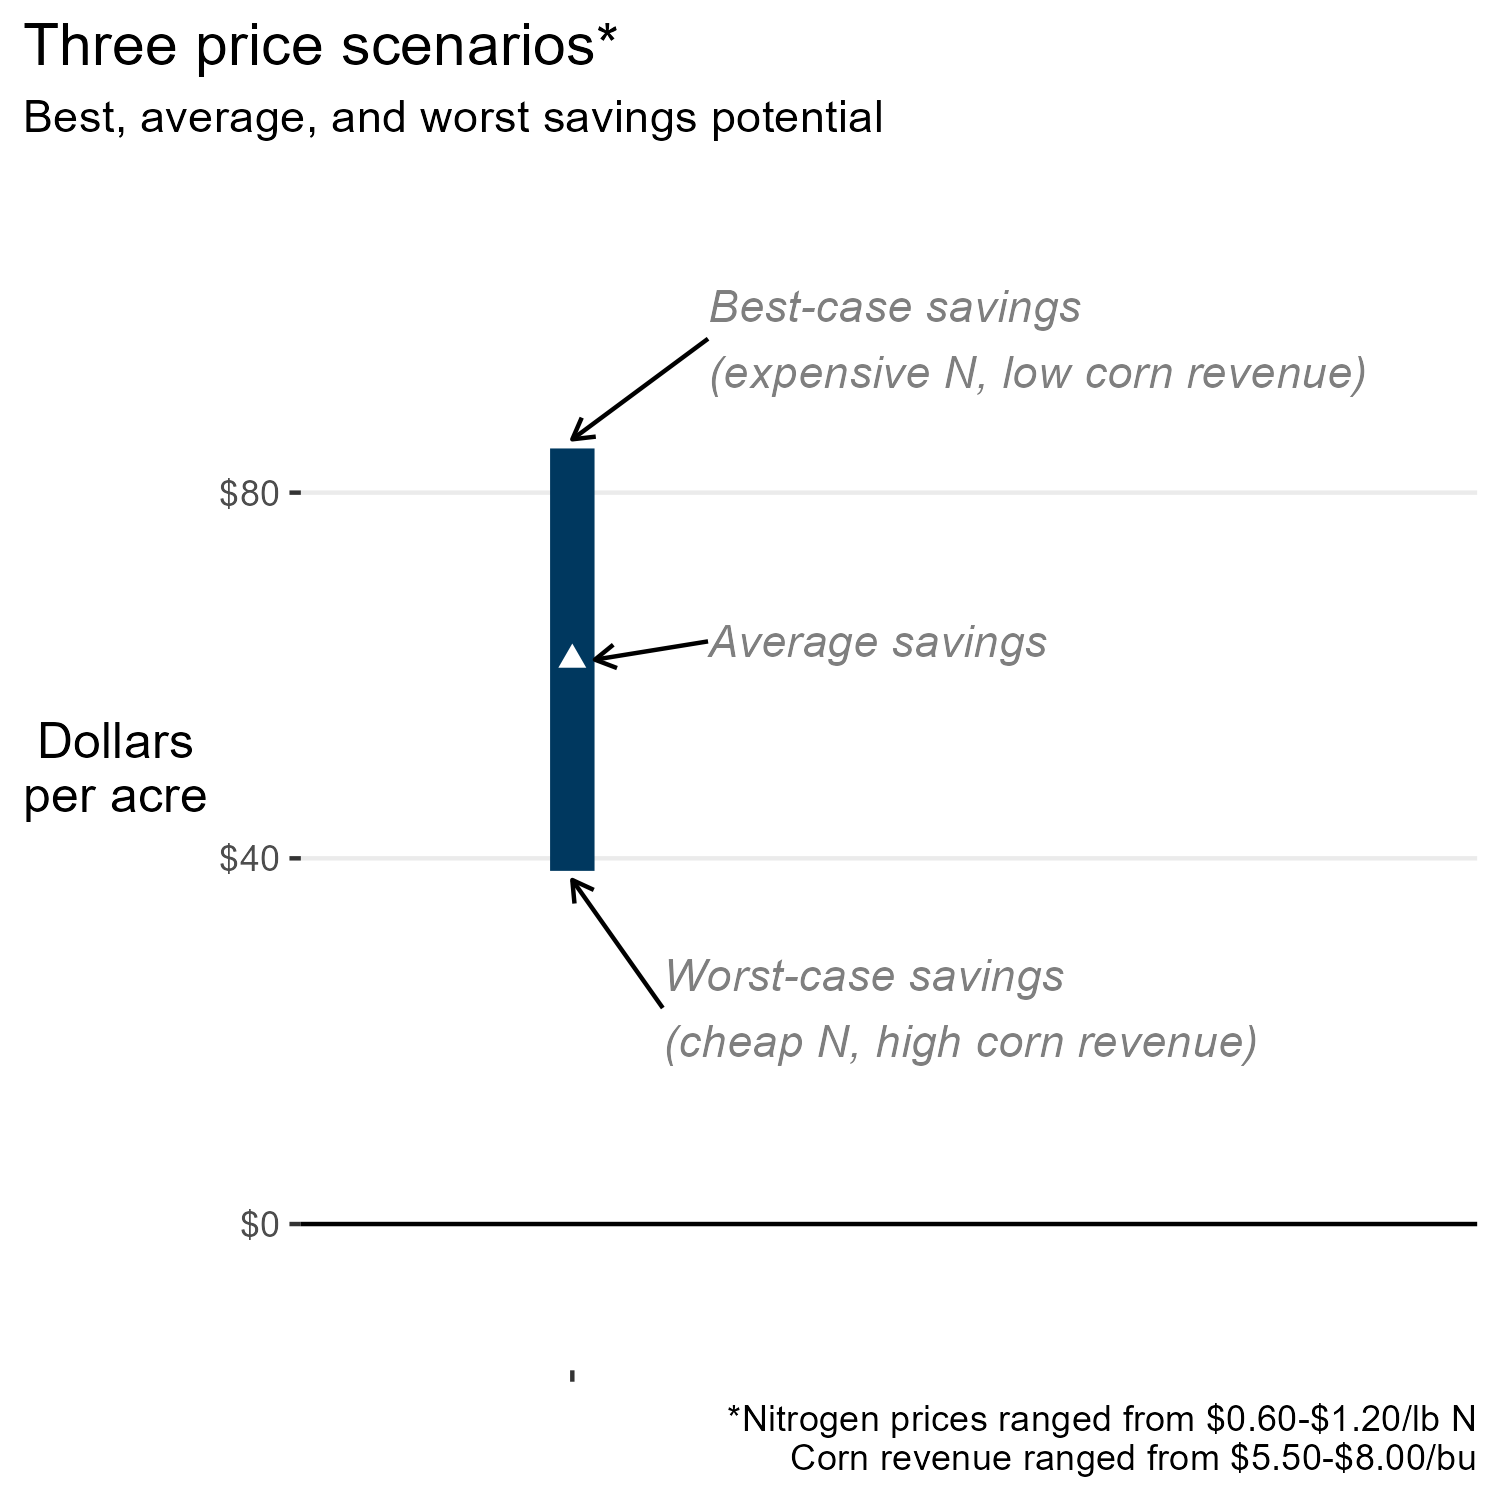 Three price scenarios*
Best, average, and worst savings potential
Best-case savings
(expensive N, low corn revenue)
$80
Average savings
Dollars
per acre
$40
Worst-case savings
(cheap N, high corn revenue)
$0
*Nitrogen prices ranged from $0.60-$1.20/lb N
Corn revenue ranged from $5.50-$8.00/bu